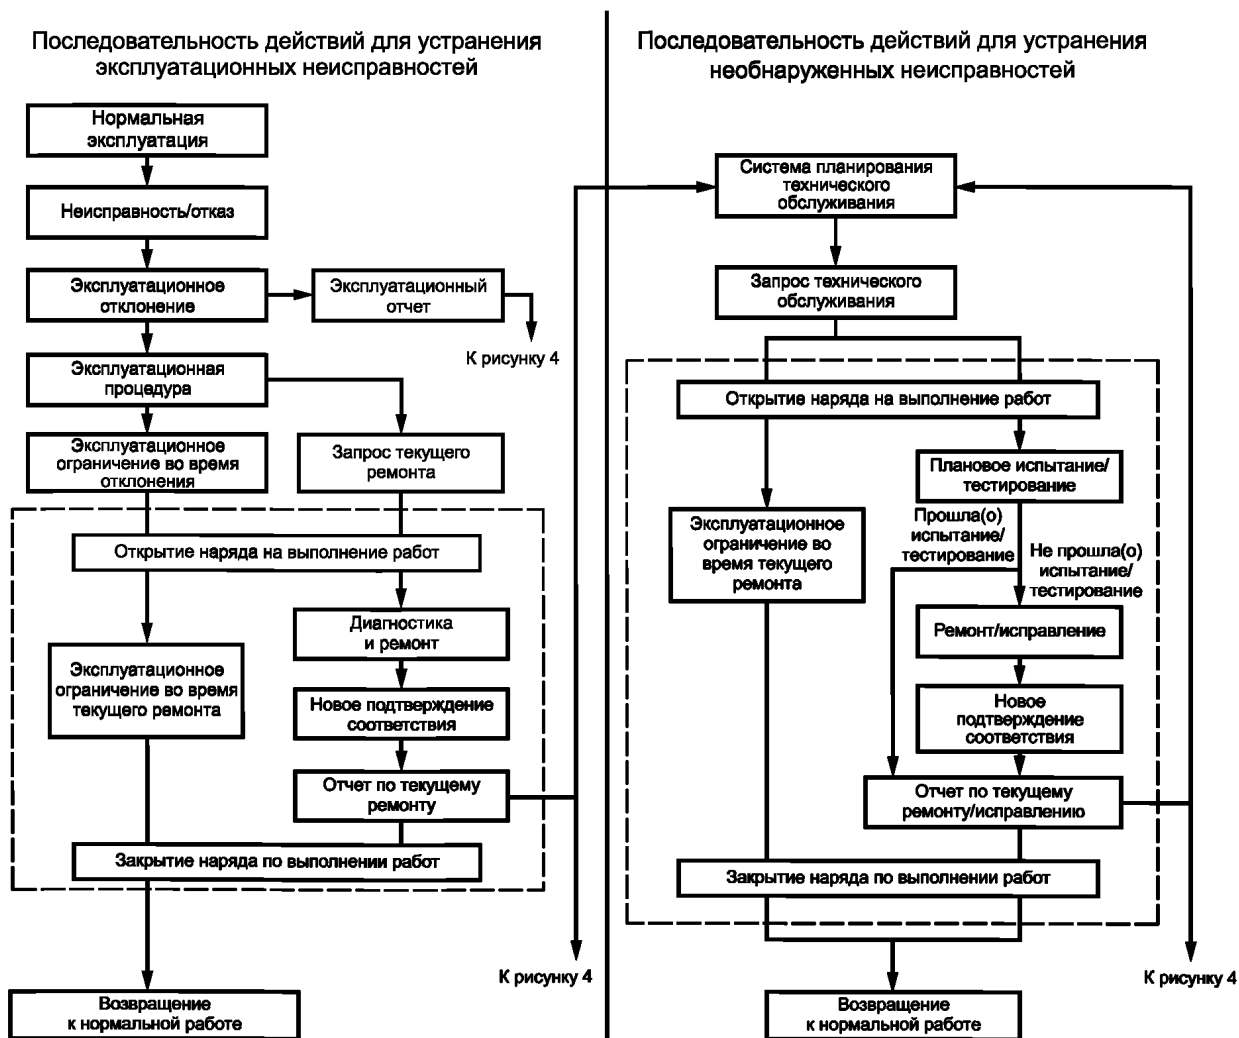 Последовательность действий для устранения
эксплуатационных неисправностей
Нормальная
эксплуатация
Неисправность/отказ
Эксплуатационное
отклонение
Эксплуатационный
отчет
К рисунку 4
Эксплуатационная
процедура
Эксплуатационное
ограничение во время
отклонения
Запрос текущего
ремонта
Открытие наряда на выполнение работ
Диагностика
и ремонт
Эксплуатационное
ограничение во время
текущего ремонта
Новое подтверждение
соответствия
Отчет по текущему
ремонту
Закрытие наряда по выполнении работ
К рисунку 4
Возвращение
к нормальной работе
Последовательность действий для устранения
необнаруженных неисправностей
Система планирования
технического
обслуживания
Запрос технического
обслуживания
Открытие наряда на выполнение работ
Плановое испытание/
тестирование
Эксплуатационное
ограничение во
время текущего
ремонта
Прошла(о)
испытание/
тестирование
Не прошла(о)
испытание/
тестирование
Ремонт/исправление
Новое
подтверждение
соответствия
Отчет по текущему
ремонту/исправлению
Закрытие наряда по выполнении работ
К рисунку 4
Возвращение
к нормальной работе